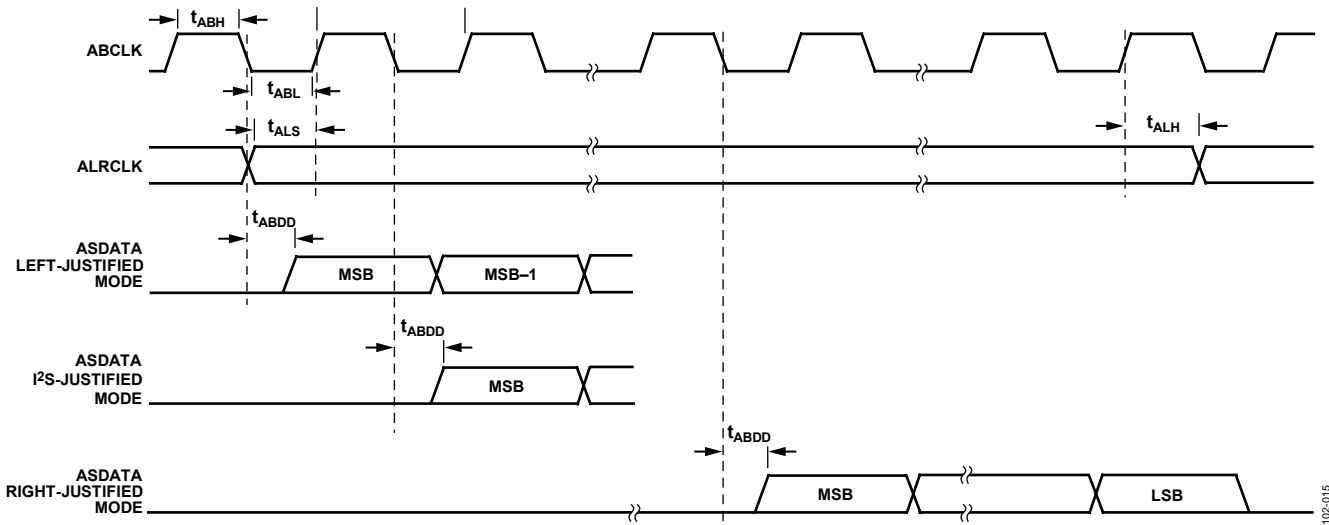 tABH
ABCLK
tABL
tALS
tALH
ALRCLK
tABDD
ASDATA
LEFT-JUSTIFIED
MODE
MSB
MSB–1
tABDD
ASDATA
I2S-JUSTIFIED
MODE
MSB
tABDD
ASDATA
RIGHT-JUSTIFIED
MODE
MSB
LSB
102-015